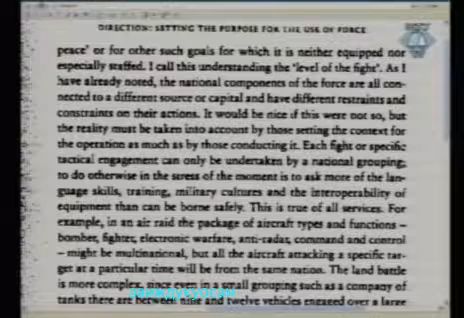 DIRECTION: SETTING THE PURPOSE FOR THE USE OF FORCE
peace' or for other such goals for which it is neither equipped nor
especially staffed. I call this understanding the 'level of the fight'. As I
have already noted, the national components of the force are all con-
nected to a different source or capital and have different restraints and
constraints on their actions. It would be nice if this were not so, but
the reality must be taken into account by those setting the context for
the operation as much as by those conducting it. Each fight or specific
tactical engagement can only be undertaken by a national grouping;
to do otherwise in the stress of the moment is to ask more of the lan-
guage skills, training, military cultures and the interoperability of
equipment than can be borne safely. This is true of all services. For
example, in an air raid the package of aircraft types and functions –
bomber, fighter, electronic warfare, anti-radar, command and control
– might be multinational, but all the aircraft attacking a specific tar-
get at a particular time will be from the same nation. The land battle
is more complex, since even in a small grouping such as a company of
tanks there are between nine and twelve vehicles engaged over a large